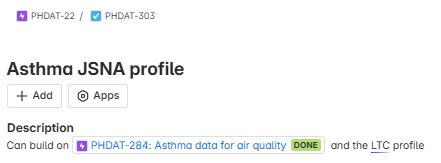 PHDAT-22 / PHDAT-303
Asthma JSNA profile
+ Add Apps
Description
Can build on PHDAT-284: Asthma data for air quality DONE and the LTC profile